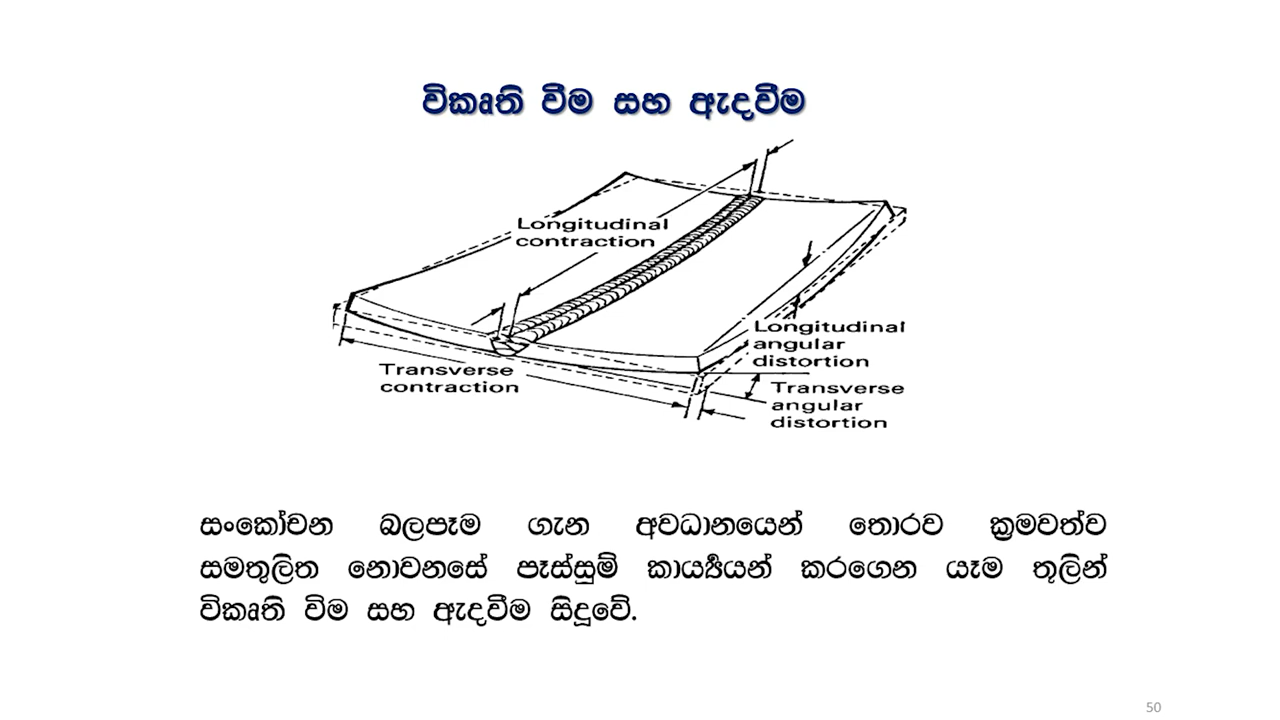 විකෘති වීම සහ ඇදවීම
Longitudinal
contraction
Longitudinal
angular
distortion
Transverse
contraction
Transverse
angular
distortion
සංකෝචන බලපෑම ගැන අවධානයෙන් තොරව ක්‍රමවත්ව
සමතුලිත නොවනසේ පෑස්සුම් කාර්‍ය්‍යයන් කරගෙන යෑම තුලින්
විකෘති විම සහ ඇදවීම සිදූවේ.
50